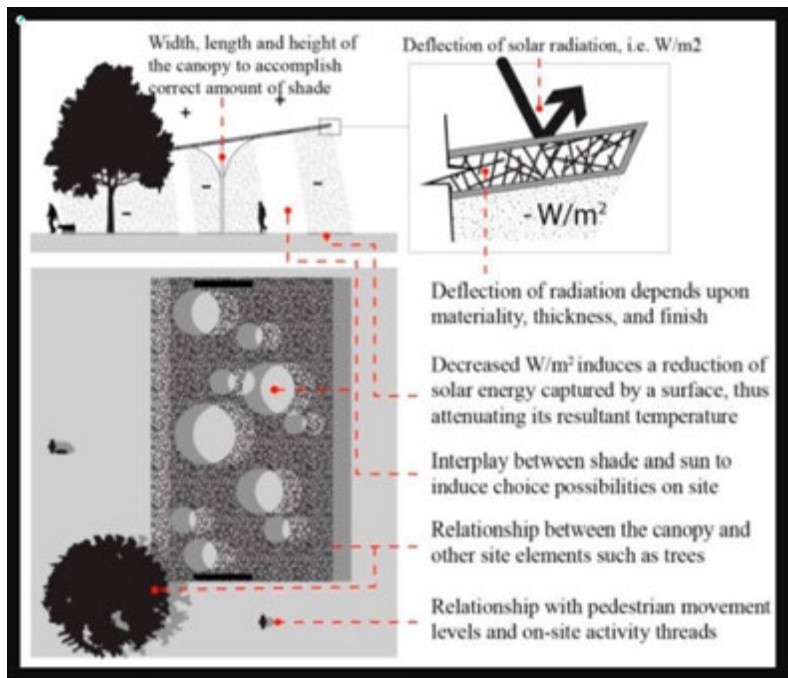 Width, length and height of
the canopy to accomplish
correct amount of shade
Deflection of solar radiation, i.e. W/m2
+
+
-
-
-
- W/m²
Deflection of radiation depends upon
materiality, thickness, and finish
Decreased W/m² induces a reduction of
solar energy captured by a surface, thus
attenuating its resultant temperature
Interplay between shade and sun to
induce choice possibilities on site
Relationship between the canopy and
other site elements such as trees
Relationship with pedestrian movement
levels and on-site activity threads